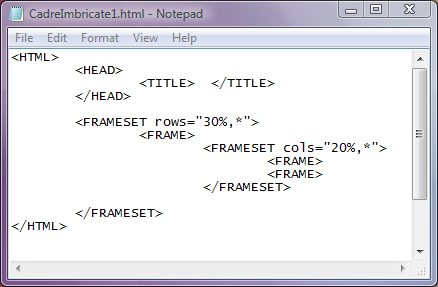 CadreImbricate1.html - Notepad
File Edit Format View Help
<HTML>
<HEAD>
<TITLE> </TITLE>
</HEAD>
<FRAMESET rows="30%,*">
<FRAME>
<FRAMESET cols="20%,*">
<FRAME>
<FRAME>
</FRAMESET>
</FRAMESET>
</HTML>